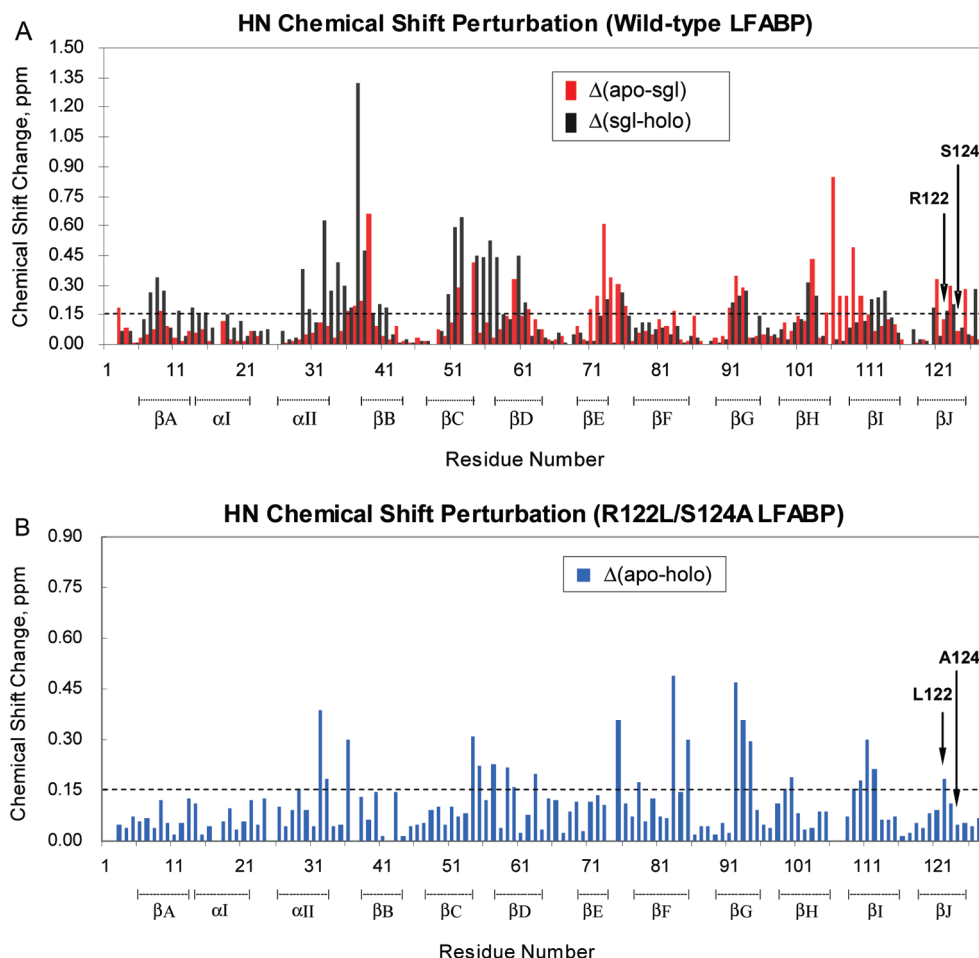 A
HN Chemical Shift Perturbation (Wild-type LFABP)
Chemical Shift Change, ppm
1.50
1.35
1.20
1.05
0.90
0.75
0.60
0.45
0.30
0.15
0.00
Δ(apo-sgl)
Δ(sgl-holo)
S124
R122
1 11 21 31 41 51 61 71 81 91 101 111 121
βA αI αII βB βC βD βE βF βG βH βI βJ
Residue Number
B
HN Chemical Shift Perturbation (R122L/S124A LFABP)
Chemical Shift Change, ppm
0.90
0.75
0.60
0.45
0.30
0.15
0.00
Δ(apo-holo)
A124
L122
1 11 21 31 41 51 61 71 81 91 101 111 121
βA αI αII βB βC βD βE βF βG βH βI βJ
Residue Number